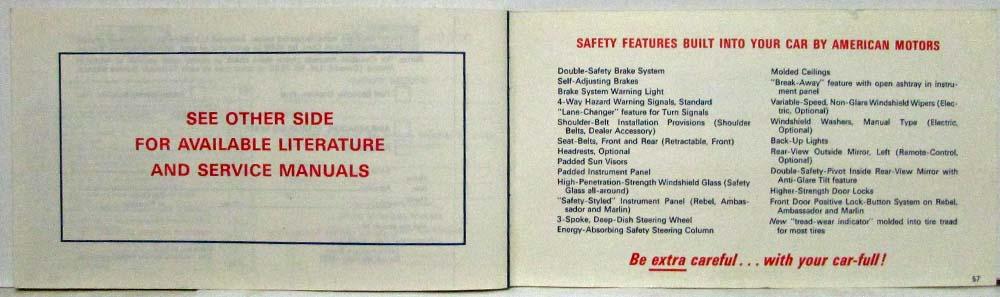 SEE OTHER SIDE
FOR AVAILABLE LITERATURE
AND SERVICE MANUALS
SAFETY FEATURES BUILT INTO YOUR CAR BY AMERICAN MOTORS
Double-Safety Brake System
Self-Adjusting Brakes
Brake System Warning Light
4-Way Hazard Warning Signals, Standard
"Lane-Changer" feature for Turn Signals
Shoulder-Belt Installation Provisions (Shoulder
Belts, Dealer Accessory)
Seat-Belts, Front and Rear (Retractable, Front)
Headrests, Optional
Padded Sun Visors
Padded Instrument Panel
High-Penetration-Strength Windshield Glass (Safety
Glass all-around)
"Safety-Styled" Instrument Panel (Rebel, Ambas-
sador and Marlin)
3-Spoke, Deep-Dish Steering Wheel
Energy-Absorbing Safety Steering Column
Molded Ceilings
"Break-Away" feature with open ashtray in instru-
ment panel
Variable-Speed, Non-Glare Windshield Wipers (Elec-
tric, Optional)
Windshield Washers, Manual Type (Electric,
Optional)
Back-Up Lights
Rear-View Outside Mirror, Left (Remote-Control,
Optional)
Double-Safety-Pivot Inside Rear-View Mirror with
Anti-Glare Tilt feature
Higher-Strength Door Locks
Front Door Positive Lock-Button System on Rebel,
Ambassador and Marlin
New "tread-wear indicator" molded into tire tread
for most tires
Be extra careful... with your car-full!
57